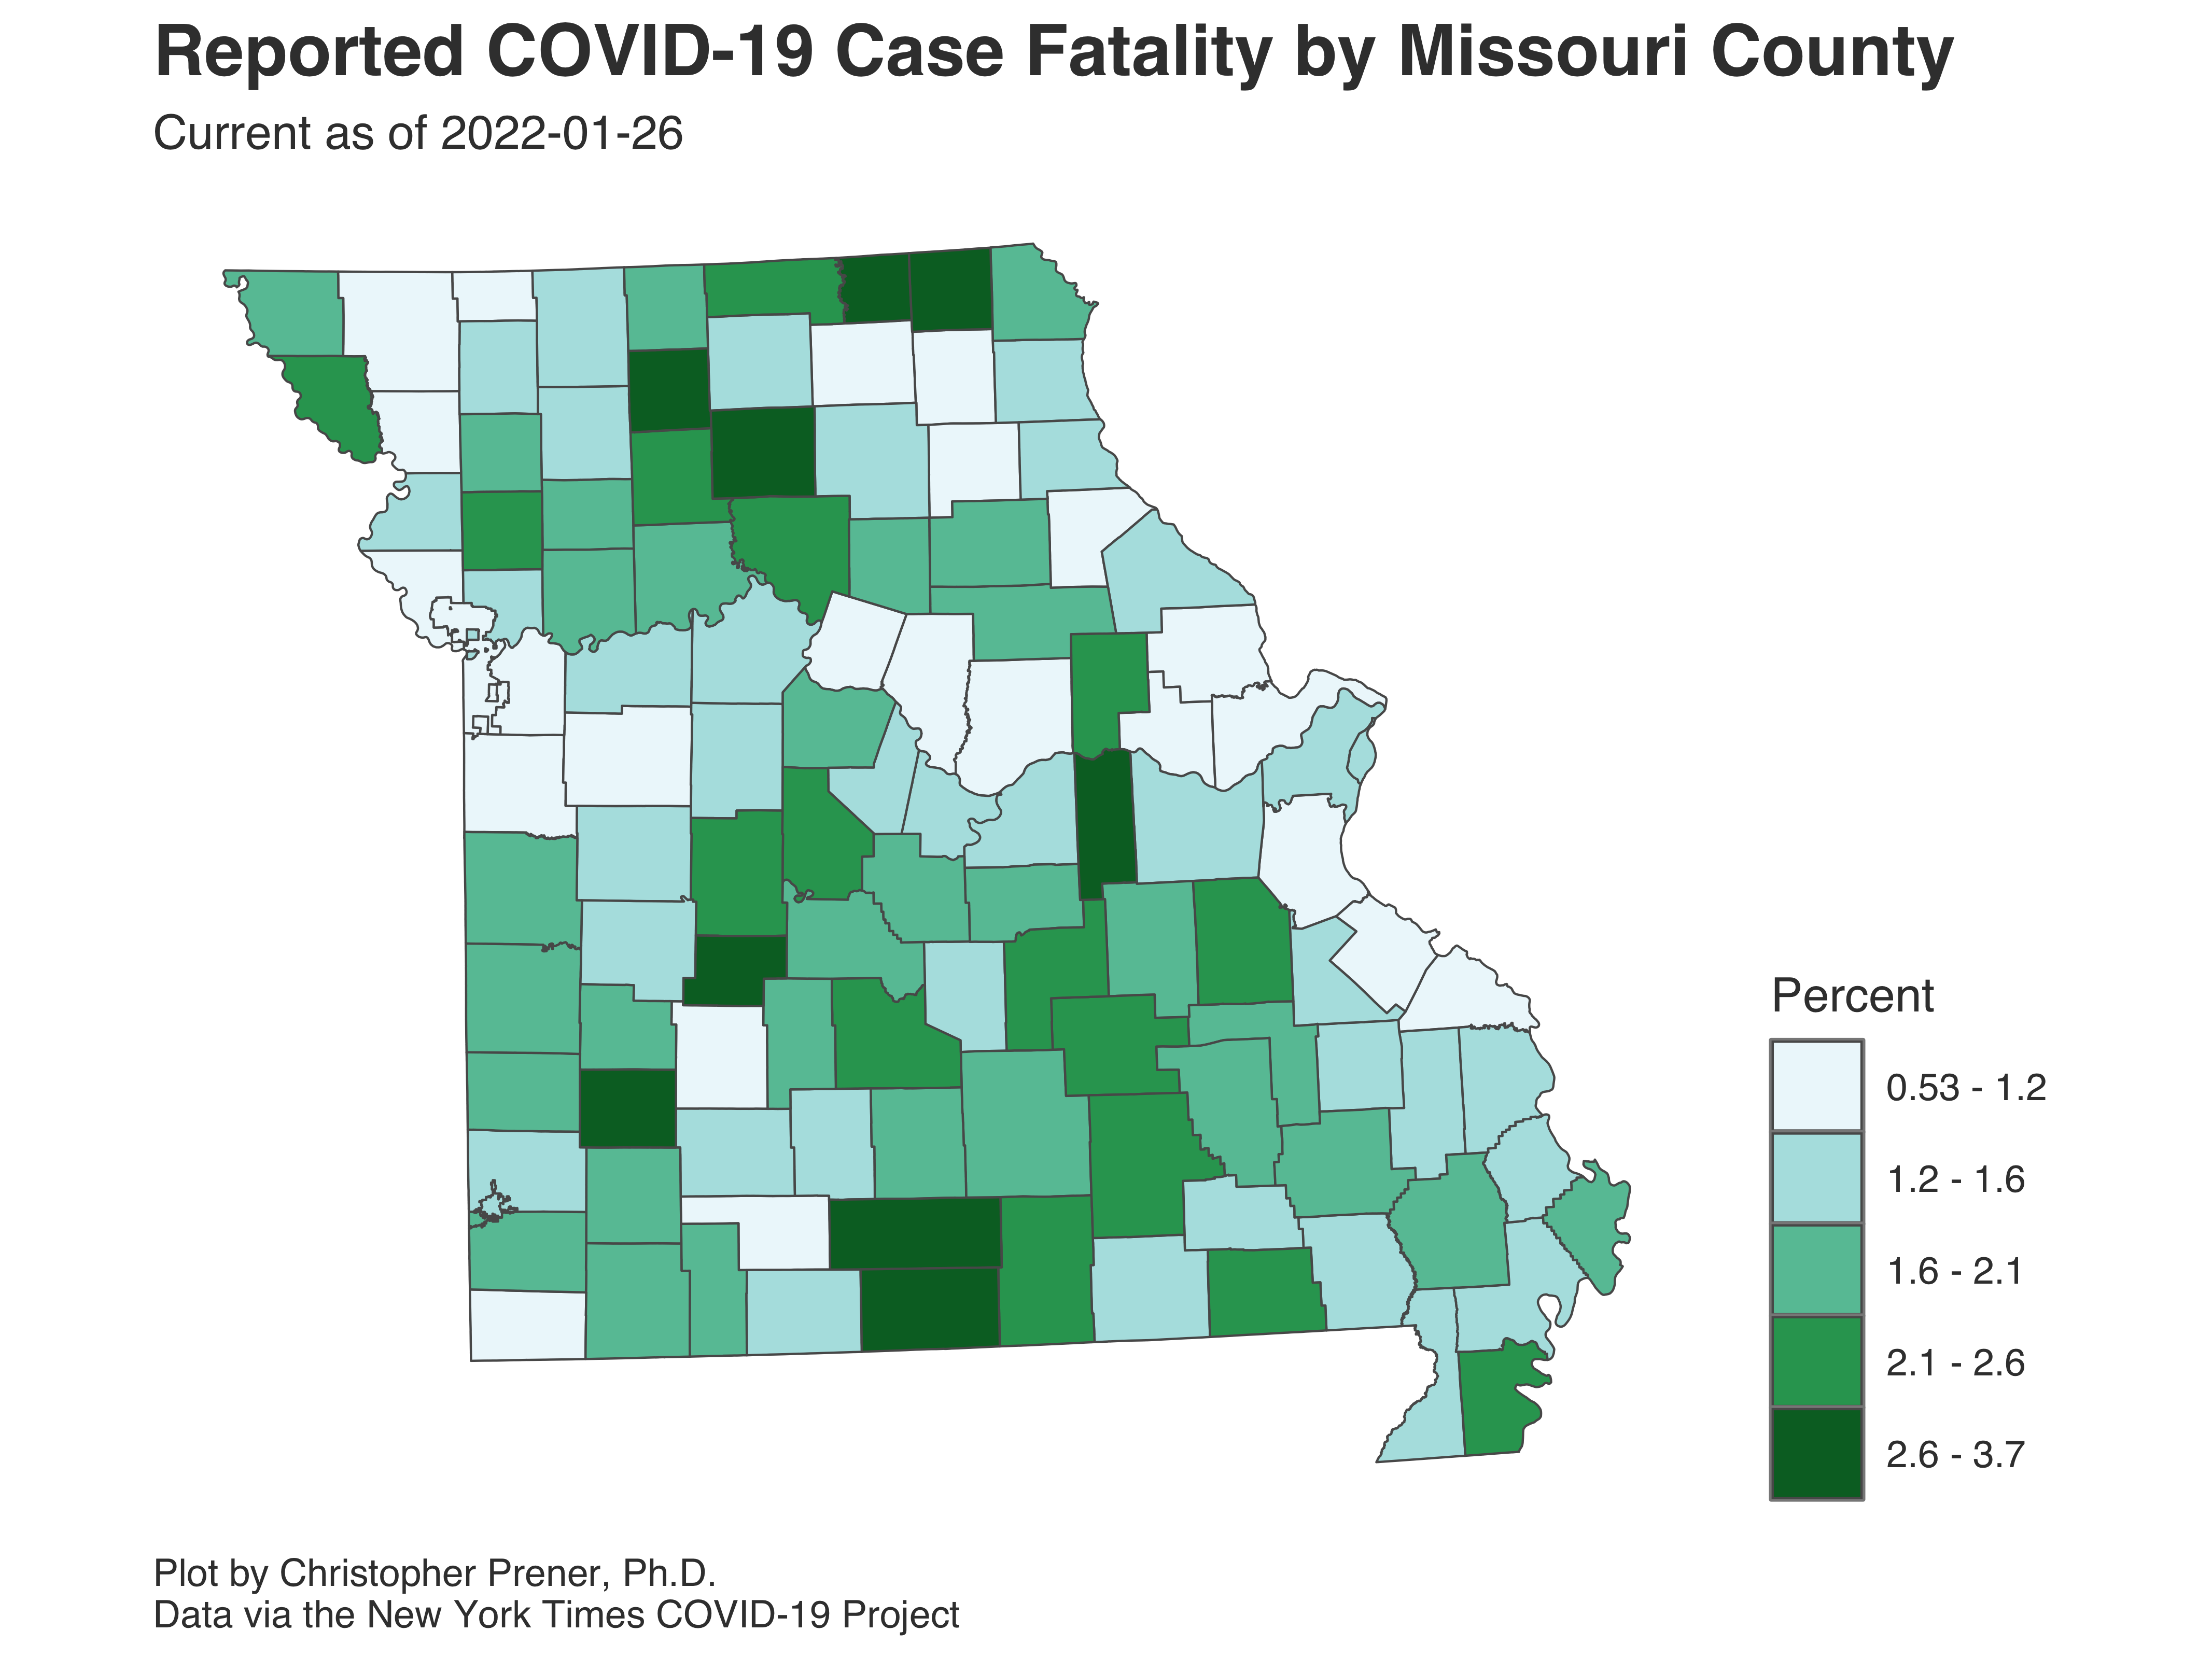 Reported COVID-19 Case Fatality by Missouri County
Current as of 2022-01-26
Percent
0.53 - 1.2
1.2 - 1.6
1.6 - 2.1
2.1 - 2.6
2.6 - 3.7
Plot by Christopher Prener, Ph.D.
Data via the New York Times COVID-19 Project